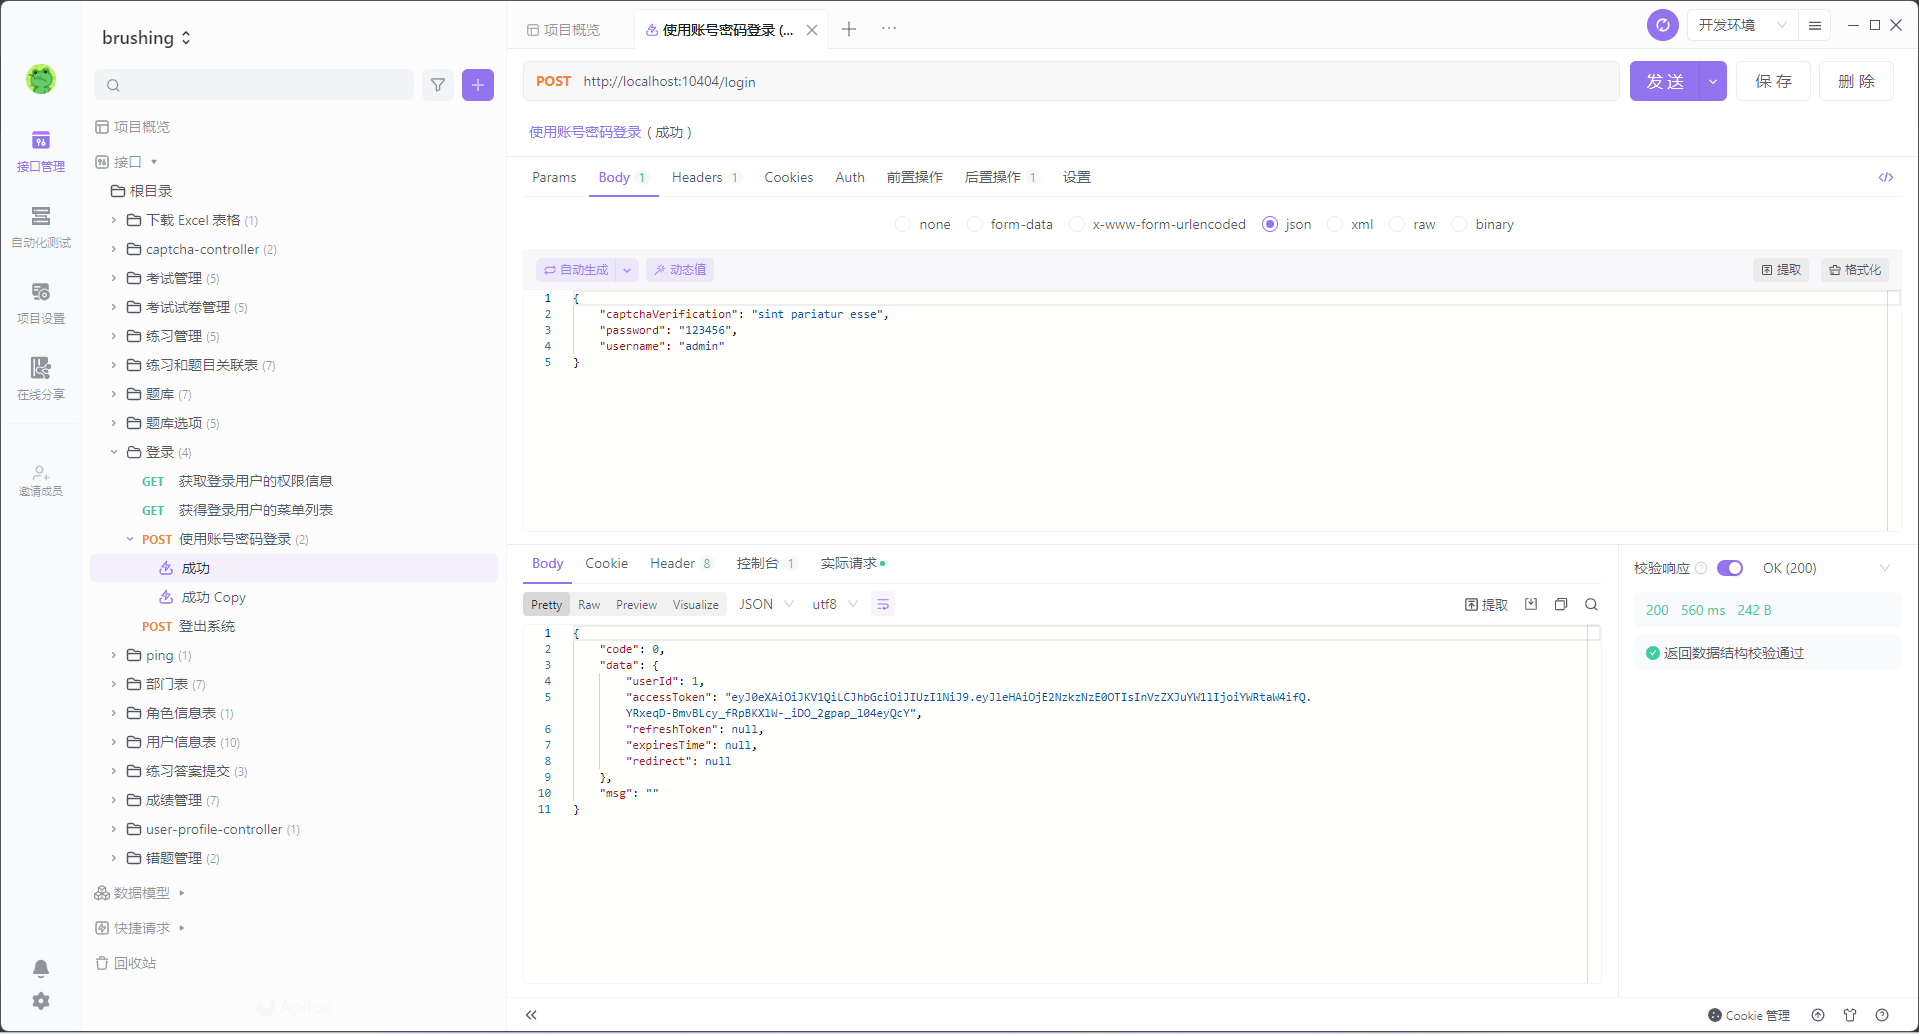 brushing
接口管理
自动化测试
项目设置
在线分享
邀请成员
项目概览
接口
根目录
下载 Excel 表格 (1)
captcha-controller (2)
考试管理 (5)
考试试卷管理 (5)
练习管理 (5)
练习和题目关联表 (7)
题库 (7)
题库选项 (5)
登录 (4)
GET 获取登录用户的权限信息
GET 获得登录用户的菜单列表
POST 使用账号密码登录 (2)
成功
成功 Copy
POST 登出系统
ping (1)
部门表 (7)
角色信息表 (1)
用户信息表 (10)
练习答案提交 (3)
成绩管理 (7)
user-profile-controller (1)
错题管理 (2)
数据模型
快捷请求
回收站
Apifox
项目概览
使用账号密码登录 (...
开发环境
POST http://localhost:10404/login
发 送
保 存
删 除
使用账号密码登录 ( 成功 )
Params Body 1 Headers 1 Cookies Auth 前置操作 后置操作 1 设置
none form-data x-www-form-urlencoded json xml raw binary
自动生成 动态值 提取 格式化
1 {
2 "captchaVerification": "sint pariatur esse",
3 "password": "123456",
4 "username": "admin"
5 }
Body Cookie Header 8 控制台 1 实际请求
Pretty Raw Preview Visualize JSON utf8 提取
1 {
2 "code": 0,
3 "data": {
4 "userId": 1,
5 "accessToken": "eyJ0eXAiOiJKV1QiLCJhbGciOiJIUzI1NiJ9.eyJleHAiOjE2NzkzNzE0OTIsInVzZXJuYW1lIjoiYWRtaW4ifQ.
YRxeqD-BmvBLcy_fRpBKXlW-_iDO_2gpap_l04eyQcY",
6 "refreshToken": null,
7 "expiresTime": null,
8 "redirect": null
9 },
10 "msg": ""
11 }
校验响应 OK (200)
200 560 ms 242 B
返回数据结构校验通过
Cookie 管理